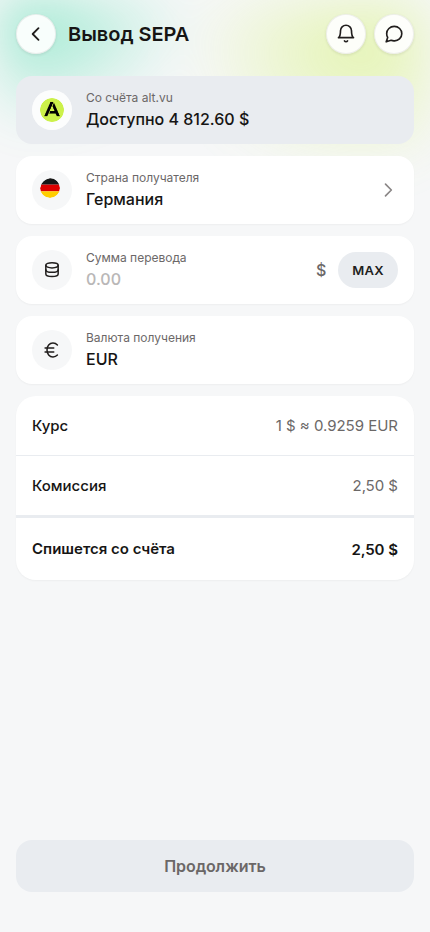 Вывод SEPA
Со счёта alt.vu
Доступно 4 812.60 $
Страна получателя
Германия
Сумма перевода
0.00
$
MAX
Валюта получения
EUR
Курс
1 $ ≈ 0.9259 EUR
Комиссия
2,50 $
Спишется со счёта
2,50 $
Продолжить